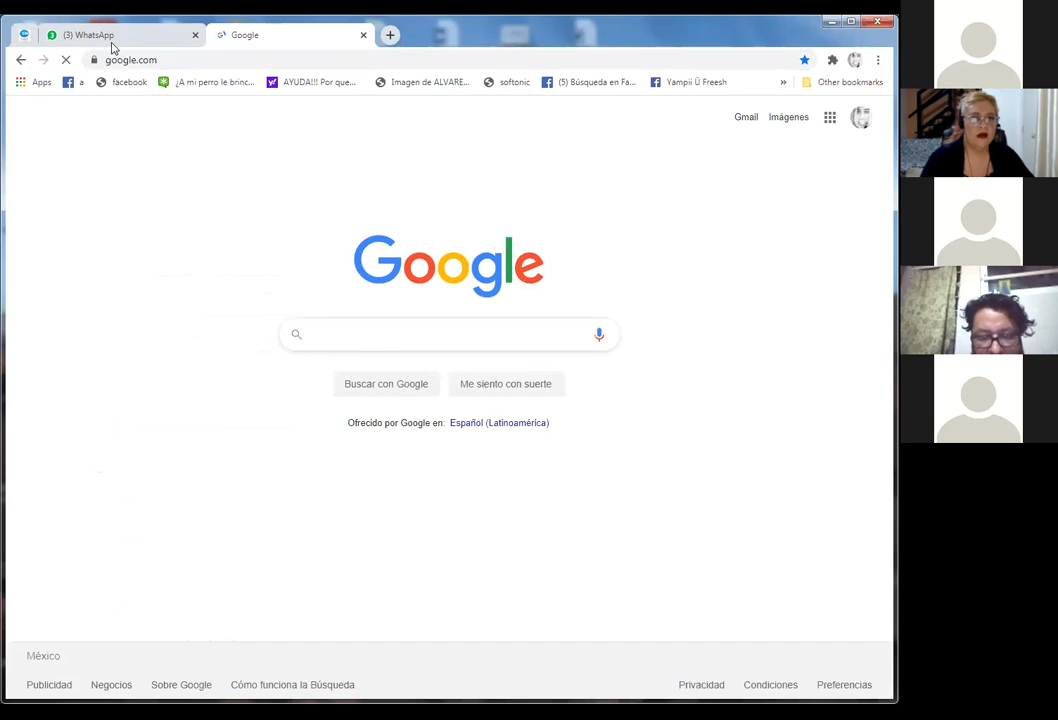 (3) WhatsApp
Google
google.com
Apps
a
facebook
¿A mi perro le brinc...
AYUDA!!! Por que...
Imagen de ALVARE...
softonic
(5) Búsqueda en Fa...
Yampii Ü Freesh
»
Other bookmarks
Gmail
Imágenes
Google
Buscar con Google
Me siento con suerte
Ofrecido por Google en: Español (Latinoamérica)
México
Publicidad
Negocios
Sobre Google
Cómo funciona la Búsqueda
Privacidad
Condiciones
Preferencias